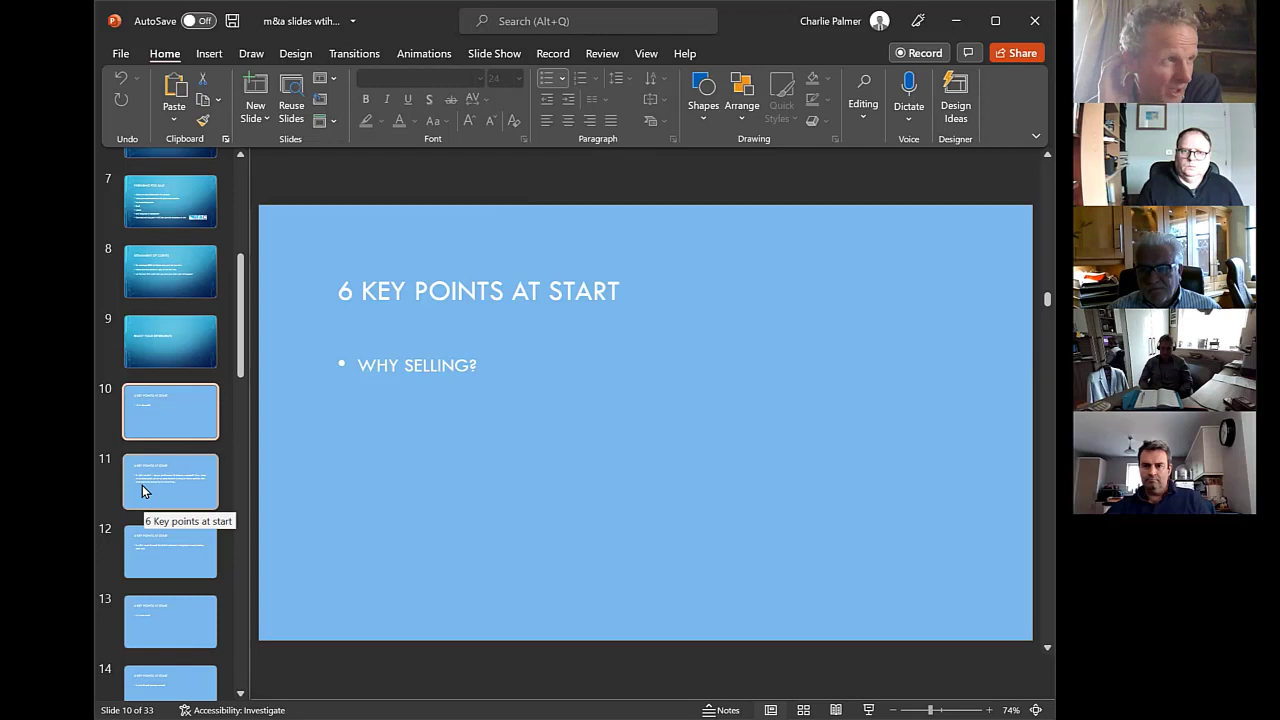 AutoSave Off m&a slides wtih... Search (Alt+Q) Charlie Palmer
File Home Insert Draw Design Transitions Animations Slide Show Record Review View Help Record Share
24
Paste New Slide Reuse Slides Shapes Arrange Quick Styles Editing Dictate Design Ideas
Undo Clipboard Slides Font Paragraph Drawing Voice Designer
7
8
9
10
11
12
13
14
6 Key points at start
6 KEY POINTS AT START
• WHY SELLING?
Slide 10 of 33 Accessibility: Investigate Notes 74%